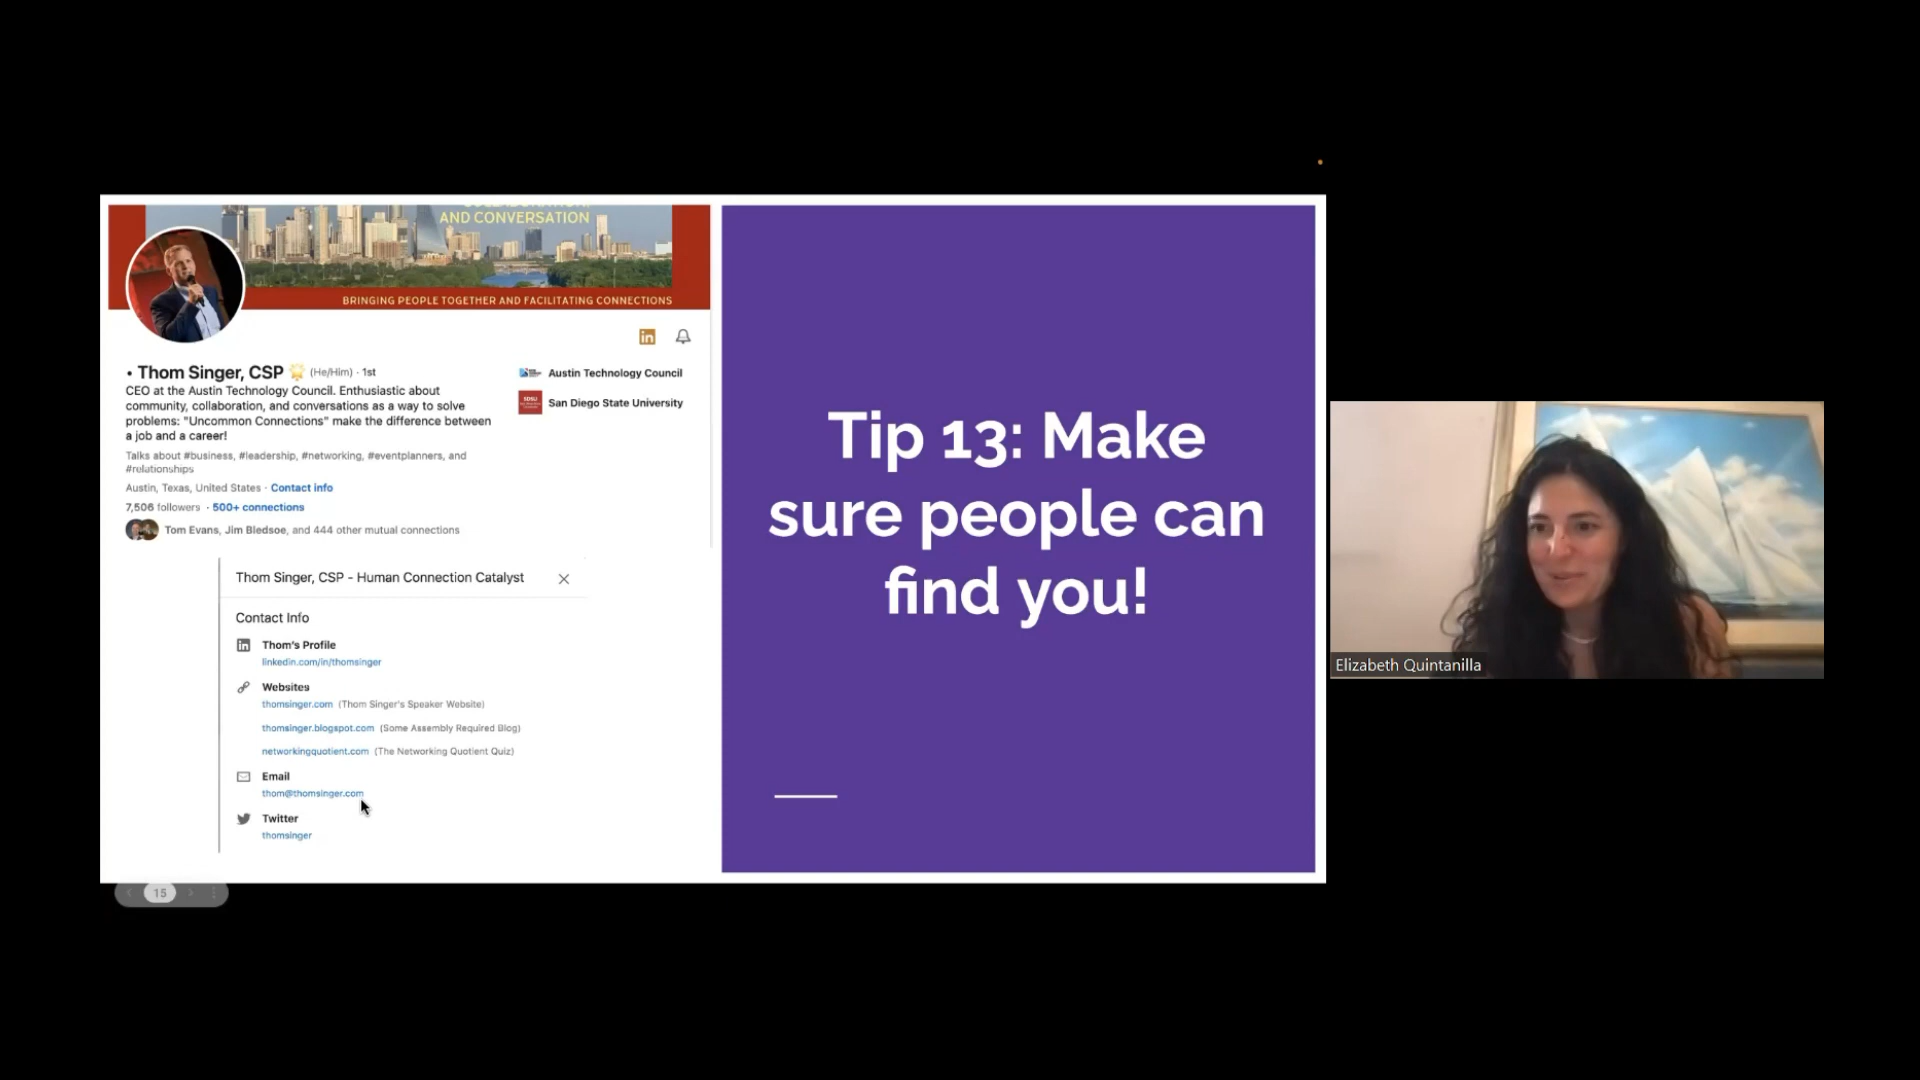 AND CONVERSATION
BRINGING PEOPLE TOGETHER AND FACILITATING CONNECTIONS
• Thom Singer, CSP (He/Him) · 1st
CEO at the Austin Technology Council. Enthusiastic about
community, collaboration, and conversations as a way to solve
problems: "Uncommon Connections" make the difference between
a job and a career!
Talks about #business, #leadership, #networking, #eventplanners, and
#relationships
Austin, Texas, United States · Contact info
7,506 followers · 500+ connections
Tom Evans, Jim Bledsoe, and 444 other mutual connections
in
Austin Technology Council
SDSU
San Diego State University
Thom Singer, CSP - Human Connection Catalyst
Contact Info
in Thom's Profile
linkedin.com/in/thomsinger
Websites
thomsinger.com (Thom Singer's Speaker Website)
thomsinger.blogspot.com (Some Assembly Required Blog)
networkingquotient.com (The Networking Quotient Quiz)
Email
thom@thomsinger.com
Twitter
thomsinger
Tip 13: Make
sure people can
find you!
Elizabeth Quintanilla
15